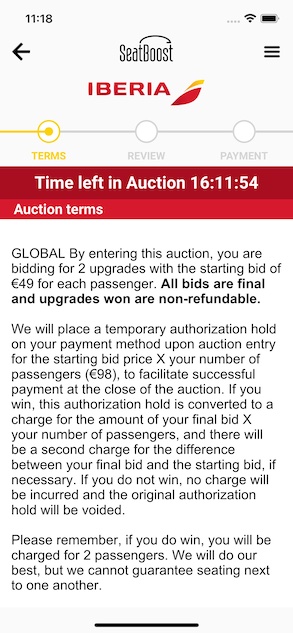 11:18
SeatBoost
IBERIA
TERMS REVIEW PAYMENT
Time left in Auction 16:11:54
Auction terms
GLOBAL By entering this auction, you are
bidding for 2 upgrades with the starting bid of
€49 for each passenger. All bids are final
and upgrades won are non-refundable.
We will place a temporary authorization hold
on your payment method upon auction entry
for the starting bid price X your number of
passengers (€98), to facilitate successful
payment at the close of the auction. If you
win, this authorization hold is converted to a
charge for the amount of your final bid X
your number of passengers, and there will
be a second charge for the difference
between your final bid and the starting bid, if
necessary. If you do not win, no charge will
be incurred and the original authorization
hold will be voided.
Please remember, if you do win, you will be
charged for 2 passengers. We will do our
best, but we cannot guarantee seating next
to one another.